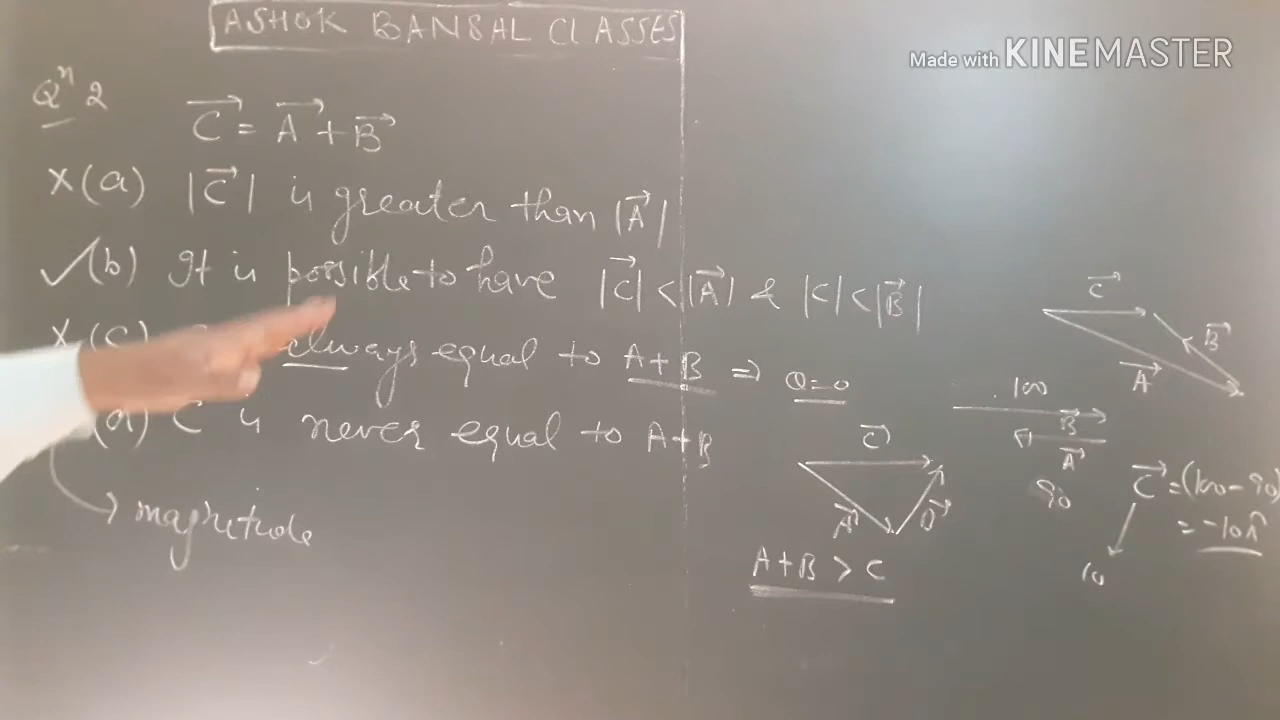 ASHOK BANSAL CLASSES
Made with KINEMASTER
Qⁿ 2
C⃗ = A⃗ + B⃗
X (a) |C⃗| is greater than |A⃗|
✓ (b) It is possible to have |C⃗| < |A⃗| & |C| < |B⃗|
X (c) always equal to A + B ⇒ θ=0
C is never equal to A + B
magnitude
C⃗
B⃗
A⃗
100
B⃗
A⃗
90
C⃗ = (100 - 90)
= -10 î
10
C⃗
A⃗
A + B > C